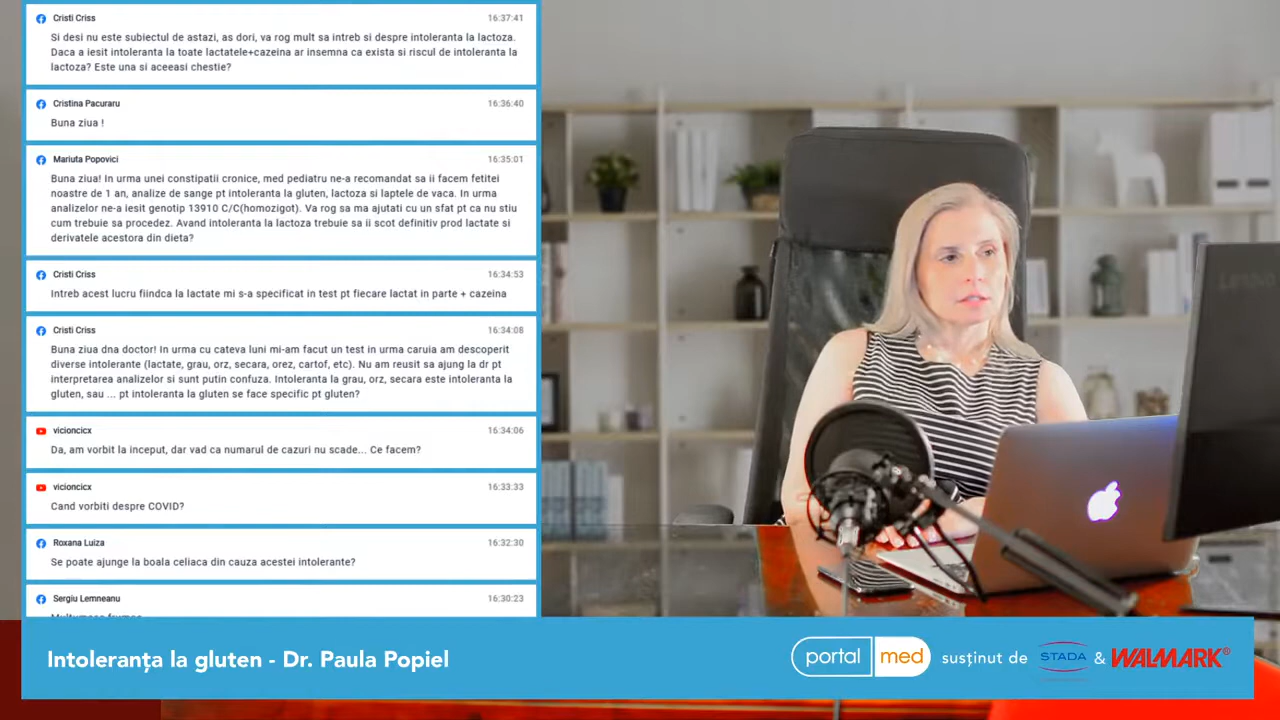 Cristi Criss 16:37:41
Si desi nu este subiectul de astazi, as dori, va rog mult sa intreb si despre intoleranta la lactoza.
Daca a iesit intoleranta la toate lactatele+cazeina ar insemna ca exista si riscul de intoleranta la
lactoza? Este una si aceeasi chestie?
Cristina Pacuraru 16:36:40
Buna ziua !
Mariuta Popovici 16:35:01
Buna ziua! In urma unei constipatii cronice, med pediatru ne-a recomandat sa ii facem fetitei
noastre de 1 an, analize de sange pt intoleranta la gluten, lactoza si laptele de vaca. In urma
analizelor ne-a iesit genotip 13910 C/C(homozigot). Va rog sa ma ajutati cu un sfat pt ca nu stiu
cum trebuie sa procedez. Avand intoleranta la lactoza trebuie sa ii scot definitiv prod lactate si
derivatele acestora din dieta?
Cristi Criss 16:34:53
Intreb acest lucru fiindca la lactate mi s-a specificat in test pt fiecare lactat in parte + cazeina
Cristi Criss 16:34:08
Buna ziua dna doctor! In urma cu cateva luni mi-am facut un test in urma caruia am descoperit
diverse intolerante (lactate, grau, orz, secara, orez, cartof, etc). Nu am reusit sa ajung la dr pt
interpretarea analizelor si sunt putin confuza. Intoleranta la grau, orz, secara este intoleranta la
gluten, sau ... pt intoleranta la gluten se face specific pt gluten?
vicioncicx 16:34:06
Da, am vorbit la inceput, dar vad ca numarul de cazuri nu scade... Ce facem?
vicioncicx 16:33:33
Cand vorbiti despre COVID?
Roxana Luiza 16:32:30
Se poate ajunge la boala celiaca din cauza acestei intolerante?
Sergiu Lemneanu 16:30:23
Lenovo
Intoleranța la gluten - Dr. Paula Popiel
portal med susținut de STADA & WALMARK®